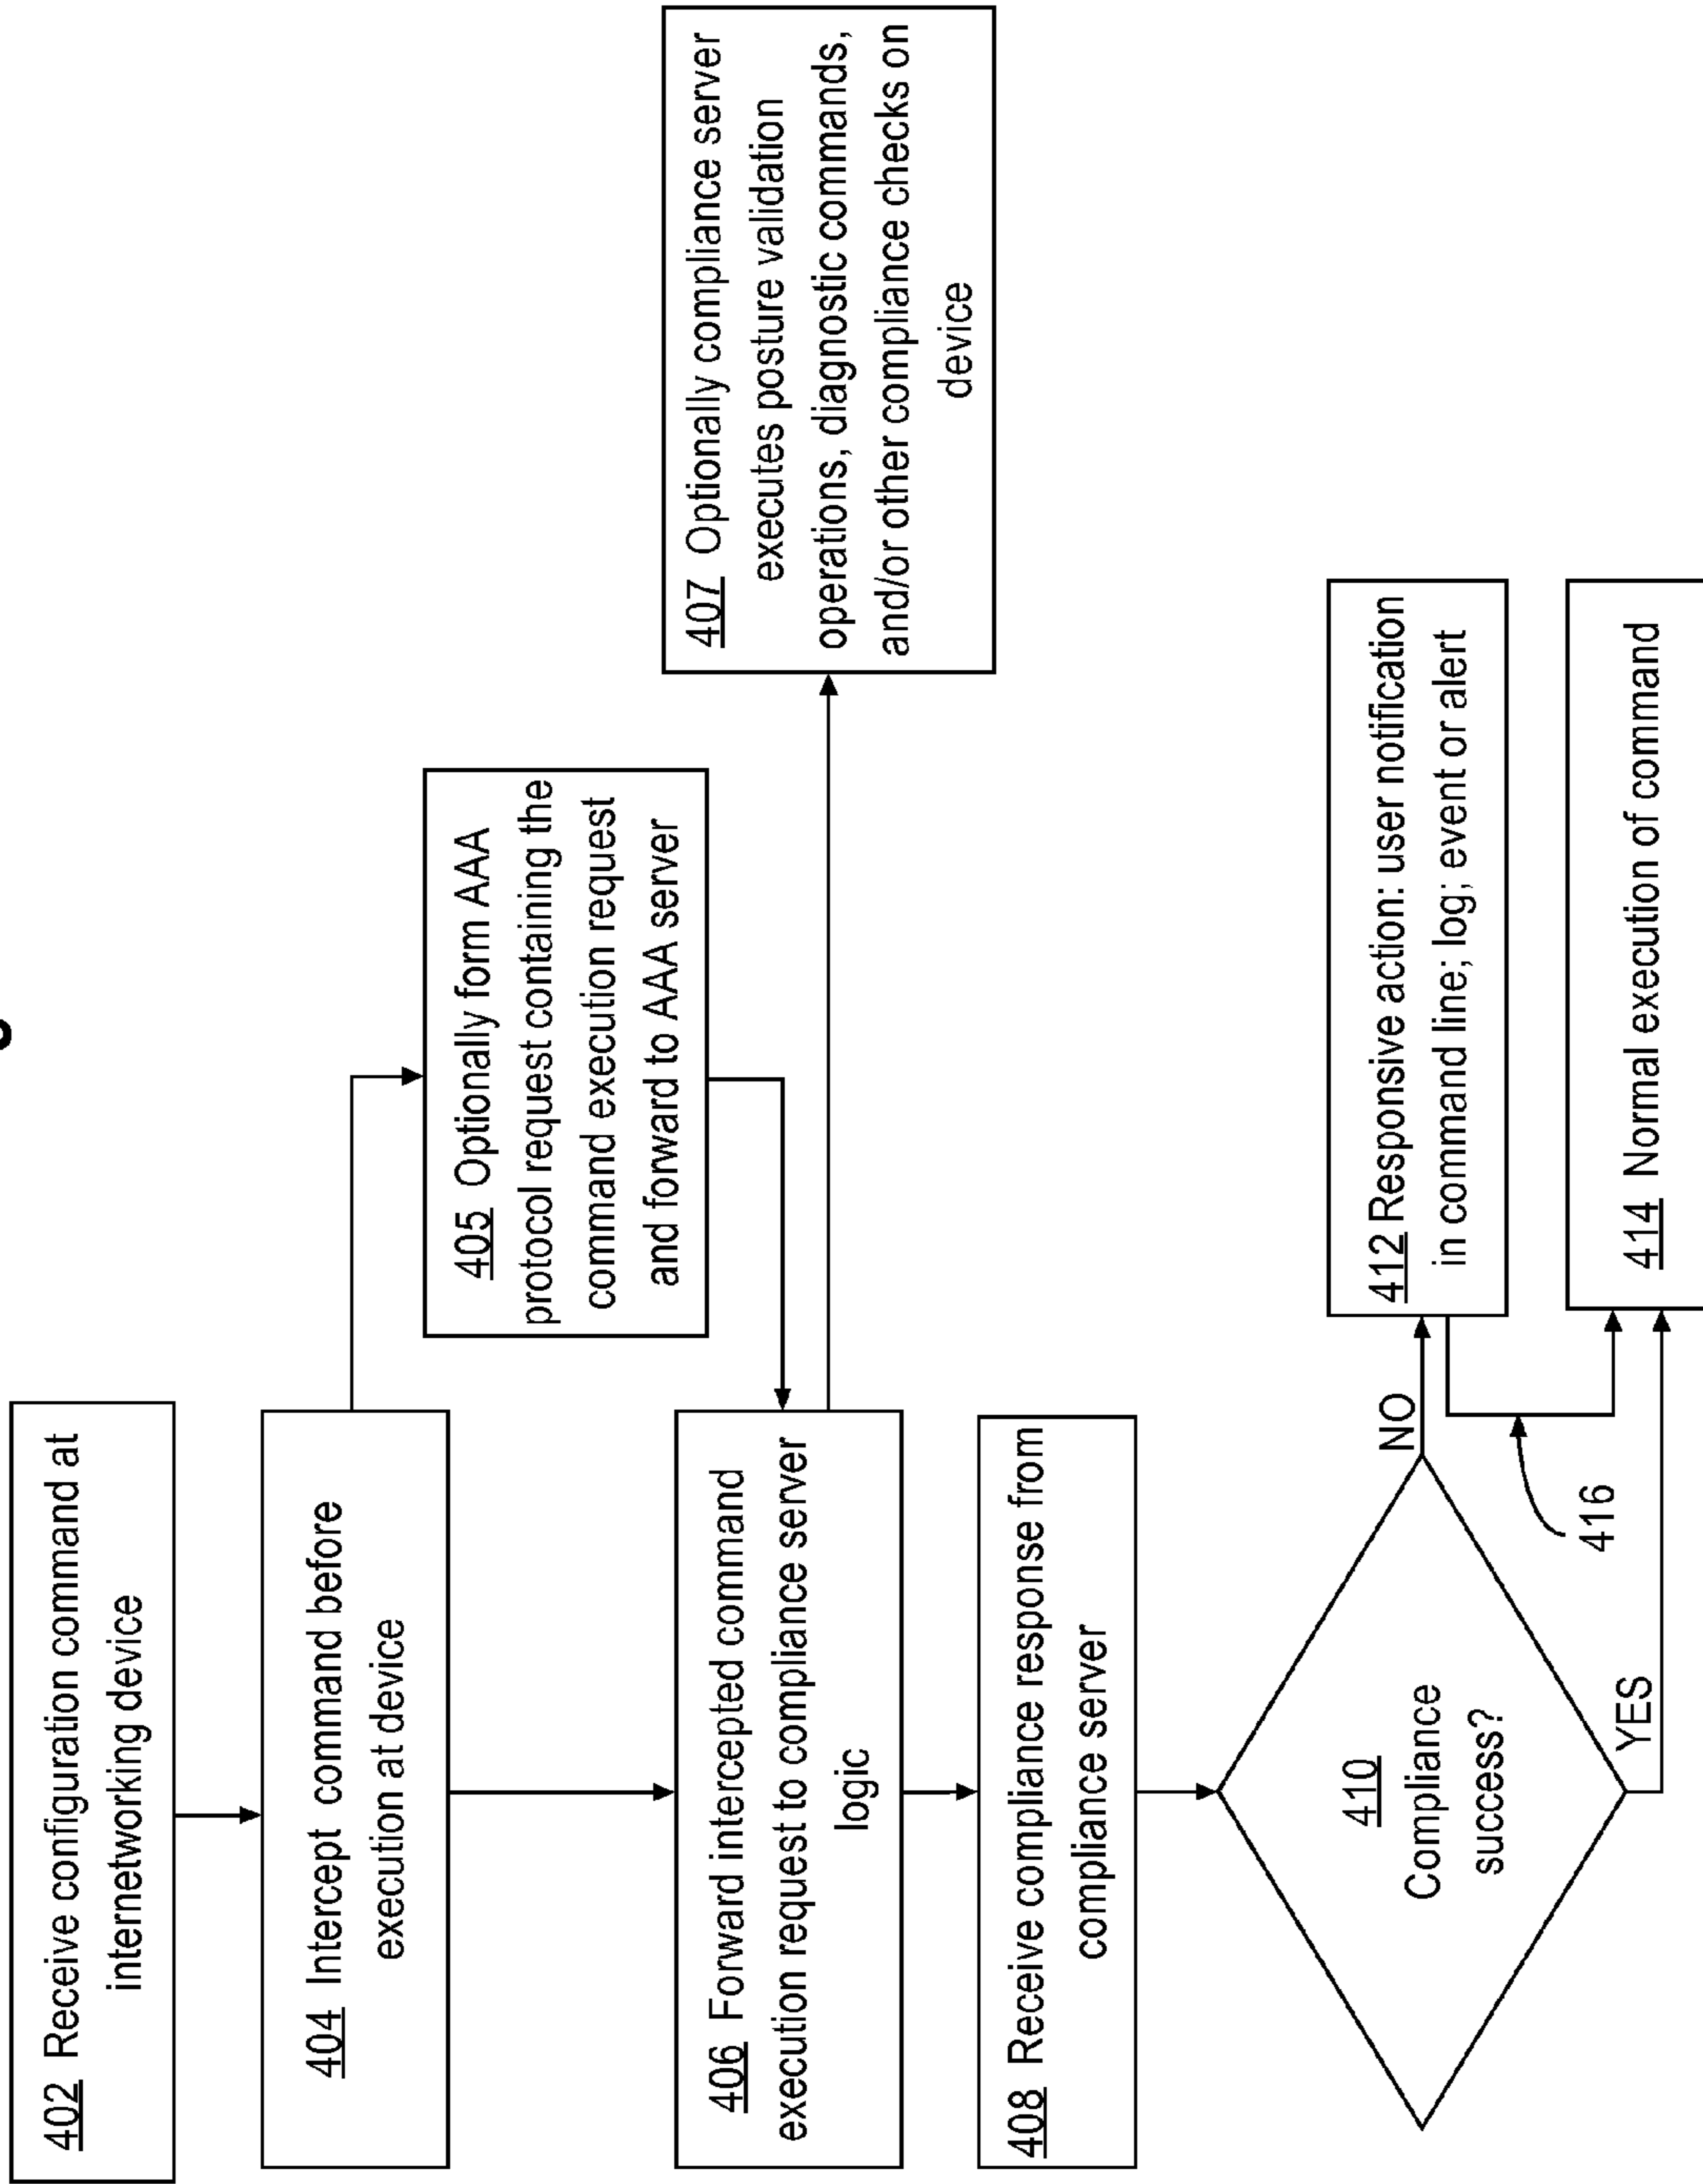 402 Receive configuration command at
internetworking device
404 Intercept command before
execution at device
405 Optionally form AAA
protocol request containing the
command execution request
and forward to AAA server
406 Forward intercepted command
execution request to compliance server
logic
407 Optionally compliance server
executes posture validation
operations, diagnostic commands,
and/or other compliance checks on
device
408 Receive compliance response from
compliance server
410
Compliance
success?
NO
YES
412 Responsive action: user notification
in command line; log; event or alert
416
414 Normal execution of command